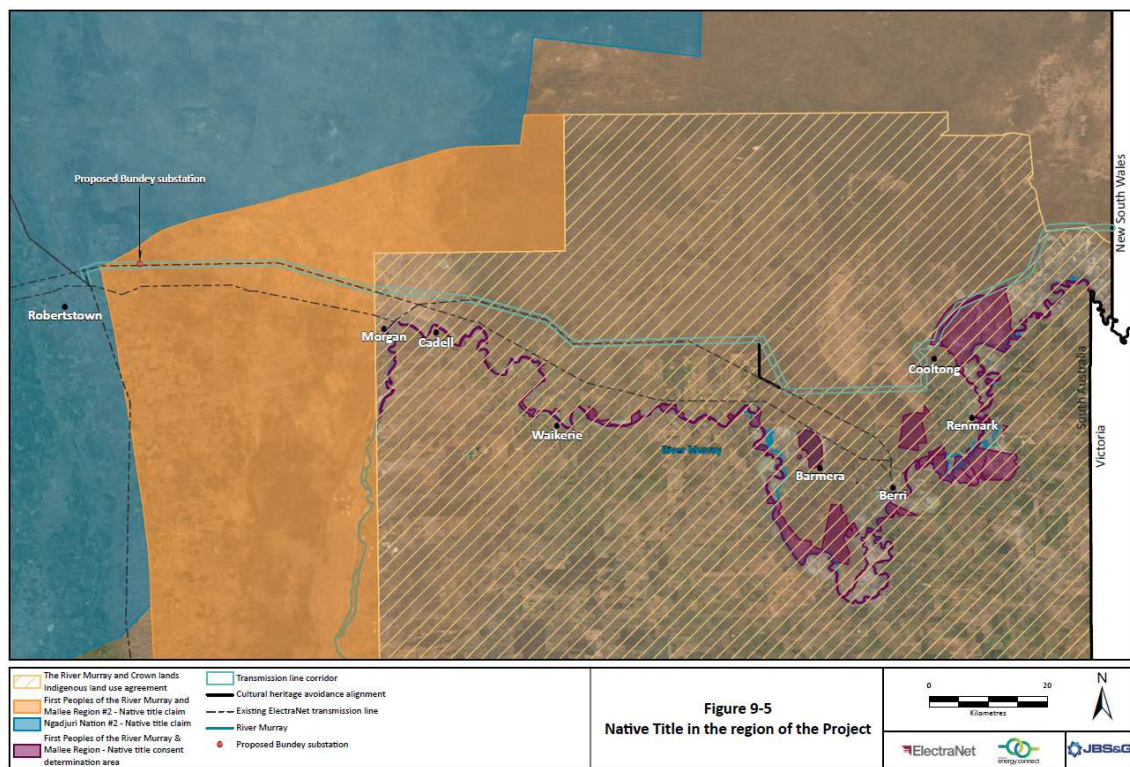 Proposed Bundey substation
New South Wales
Robertstown
Morgan
Cadell
Cooltong
Renmark
South Australia
Victoria
Waikerie
River Murray
Barmera
Berri
The River Murray and Crown lands
Indigenous land use agreement
First Peoples of the River Murray and
Mallee Region #2 - Native title claim
Ngadjuri Nation #2 - Native title claim
First Peoples of the River Murray &
Mallee Region - Native title consent
determination area
Transmission line corridor
Cultural heritage avoidance alignment
Existing ElectraNet transmission line
River Murray
Proposed Bundey substation
Figure 9-5
Native Title in the region of the Project
0 20
Kilometres
N
ElectraNet
energy connect
JBS&G